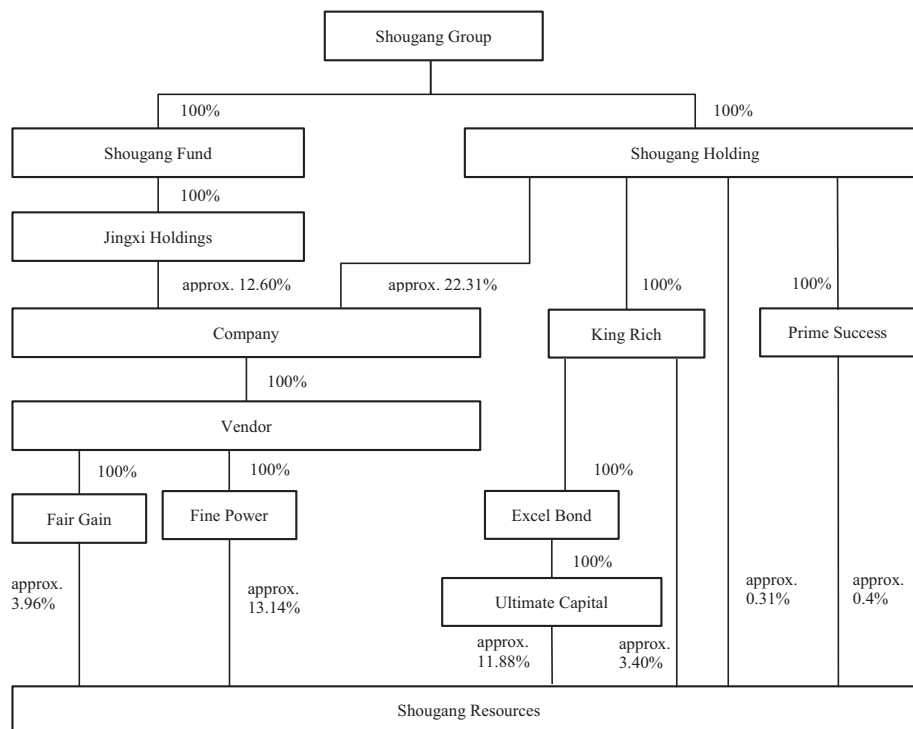 Shougang Group
100%
100%
Shougang Fund
Shougang Holding
100%
Jingxi Holdings
approx. 12.60%
approx. 22.31%
100%
100%
Company
King Rich
Prime Success
100%
Vendor
100%
100%
100%
Fair Gain
Fine Power
Excel Bond
100%
approx.
3.96%
approx.
13.14%
approx.
0.31%
approx.
0.4%
Ultimate Capital
approx.
11.88%
approx.
3.40%
Shougang Resources